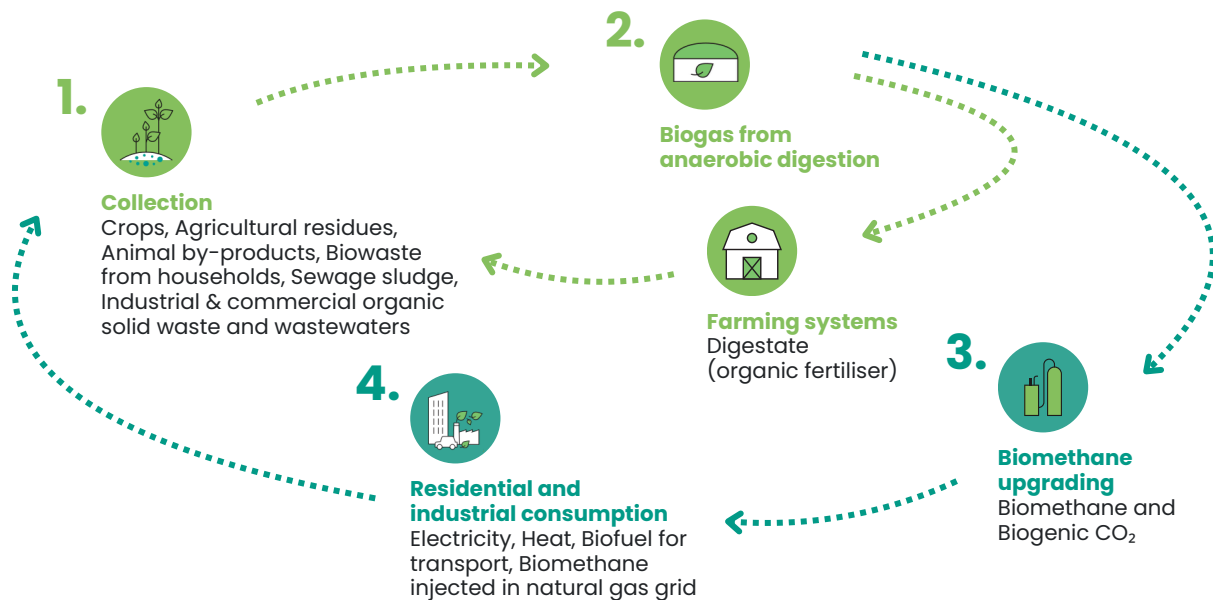 1.
Collection
Crops, Agricultural residues,
Animal by-products, Biowaste
from households, Sewage sludge,
Industrial & commercial organic
solid waste and wastewaters
2.
Biogas from
anaerobic digestion
Farming systems
Digestate
(organic fertiliser)
3.
Biomethane
upgrading
Biomethane and
Biogenic CO₂
4.
Residential and
industrial consumption
Electricity, Heat, Biofuel for
transport, Biomethane
injected in natural gas grid